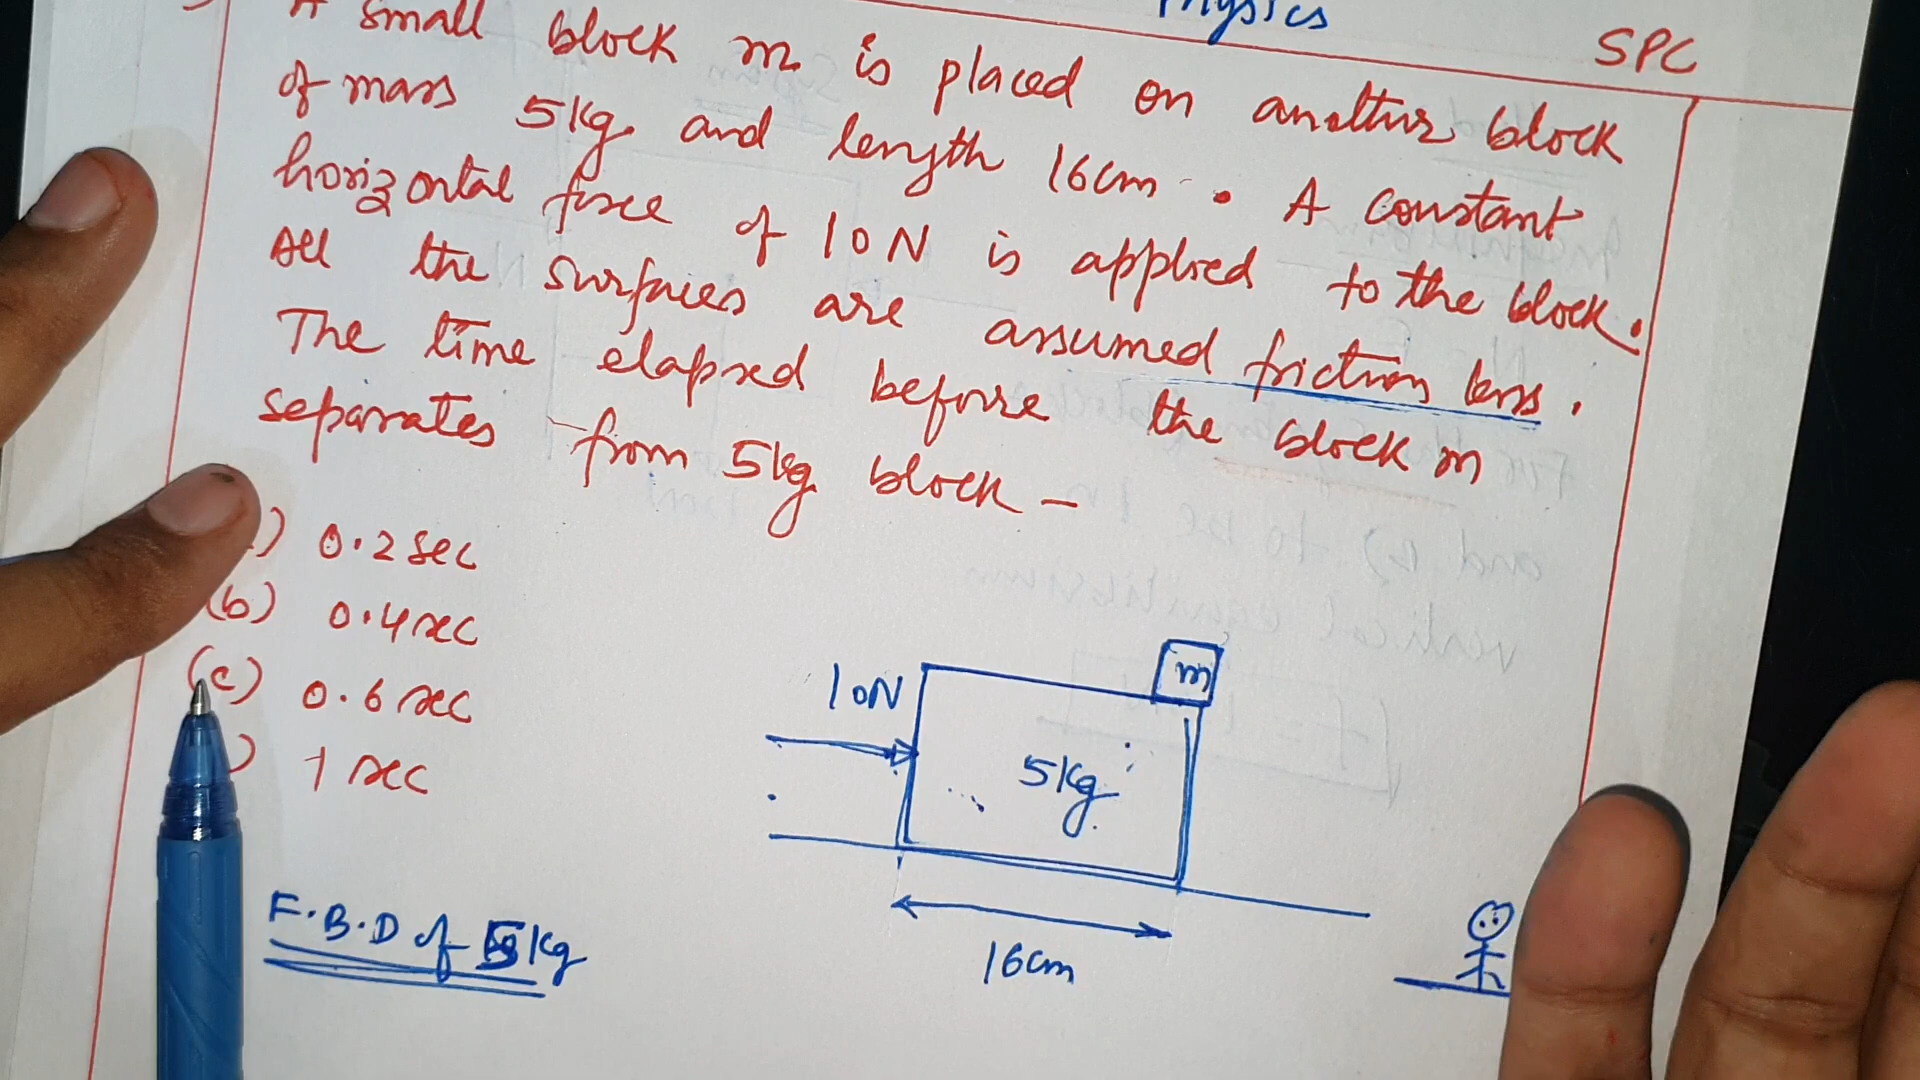 Physics
SPC
A small block m is placed on another block
of mass 5kg and length 16cm. A constant
horizontal force of 10N is applied to the block.
All the surfaces are assumed friction less.
The time elapsed before the block m
separates from 5kg block -
) 0.2 sec
(b) 0.4 sec
(c) 0.6 sec
) 1 sec
10N
m
5kg
16cm
F.B.D of 5kg